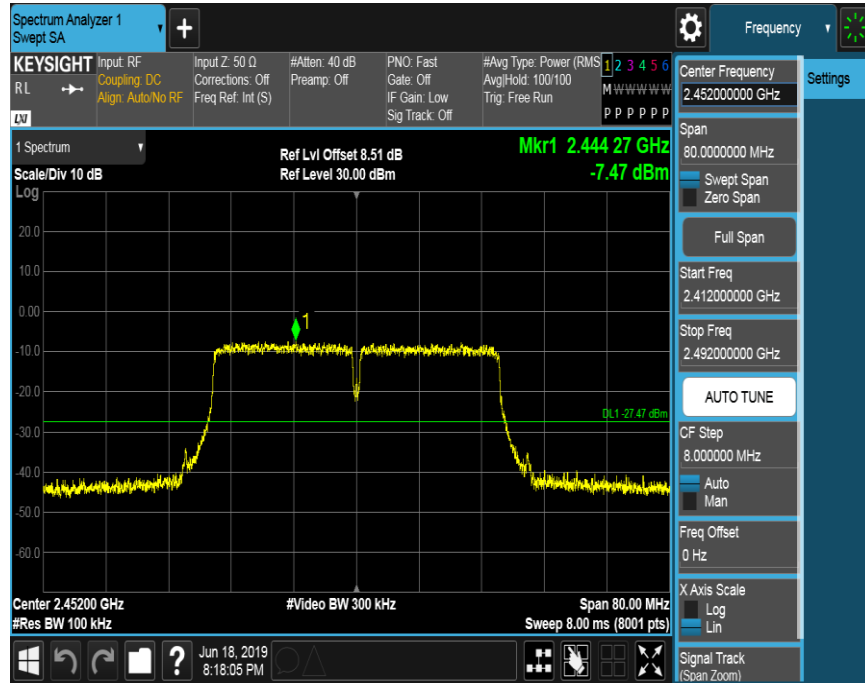 Spectrum Analyzer 1
Swept SA
+
Frequency
KEYSIGHT
RL
LXI
Input: RF
Coupling: DC
Align: Auto/No RF
Input Z: 50 Ω
Corrections: Off
Freq Ref: Int (S)
#Atten: 40 dB
Preamp: Off
PNO: Fast
Gate: Off
IF Gain: Low
Sig Track: Off
#Avg Type: Power (RMS
Avg|Hold: 100/100
Trig: Free Run
1 2 3 4 5 6
M W W W W W
P P P P P P
1 Spectrum
Scale/Div 10 dB
Log
Ref Lvl Offset 8.51 dB
Ref Level 30.00 dBm
Mkr1 2.444 27 GHz
-7.47 dBm
20.0
10.0
0.00
-10.0
-20.0
-30.0
-40.0
-50.0
-60.0
1
DL1 -27.47 dBm
Center 2.45200 GHz
#Res BW 100 kHz
#Video BW 300 kHz
Span 80.00 MHz
Sweep 8.00 ms (8001 pts)
?
Jun 18, 2019
8:18:05 PM
Center Frequency
2.452000000 GHz
Settings
Span
80.0000000 MHz
Swept Span
Zero Span
Full Span
Start Freq
2.412000000 GHz
Stop Freq
2.492000000 GHz
AUTO TUNE
CF Step
8.000000 MHz
Auto
Man
Freq Offset
0 Hz
X Axis Scale
Log
Lin
Signal Track
(Span Zoom)